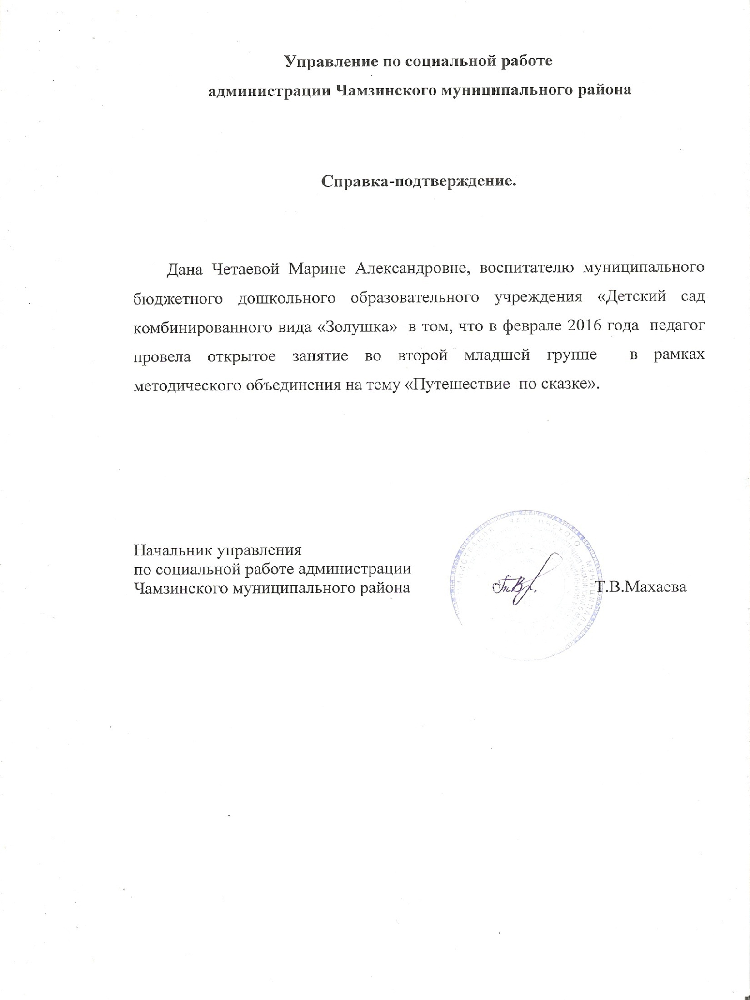 Управление по социальной работе
администрации Чамзинского муниципального района
Справка-подтверждение.
Дана Четаевой Марине Александровне, воспитателю муниципального
бюджетного дошкольного образовательного учреждения «Детский сад
комбинированного вида «Золушка» в том, что в феврале 2016 года педагог
провела открытое занятие во второй младшей группе в рамках
методического объединения на тему «Путешествие по сказке».
Начальник управления
по социальной работе администрации
Чамзинского муниципального района
Т.В.Махаева
ЧАМЗИНСКОГО